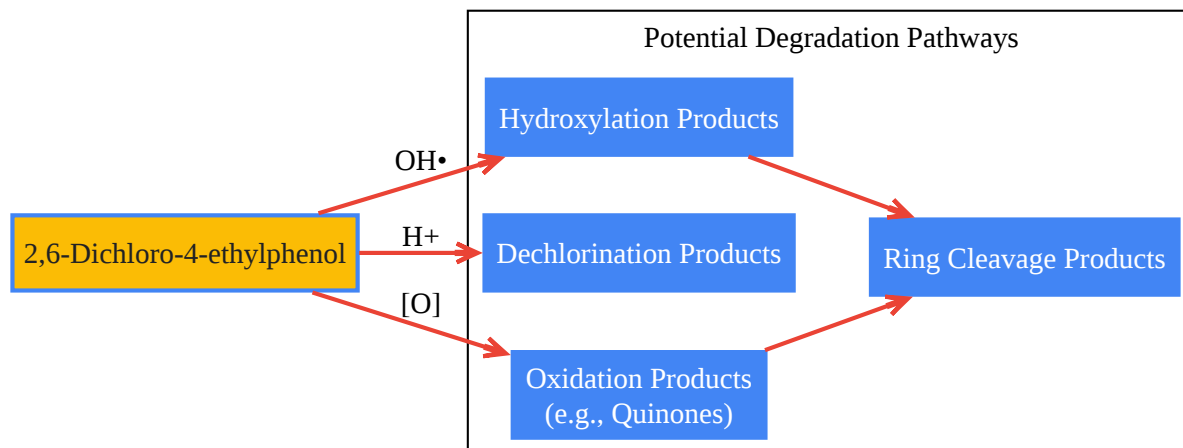 Potential Degradation Pathways
Hydroxylation Products
OH•
2,6-Dichloro-4-ethylphenol
H+
Dechlorination Products
Ring Cleavage Products
[O]
Oxidation Products
(e.g., Quinones)